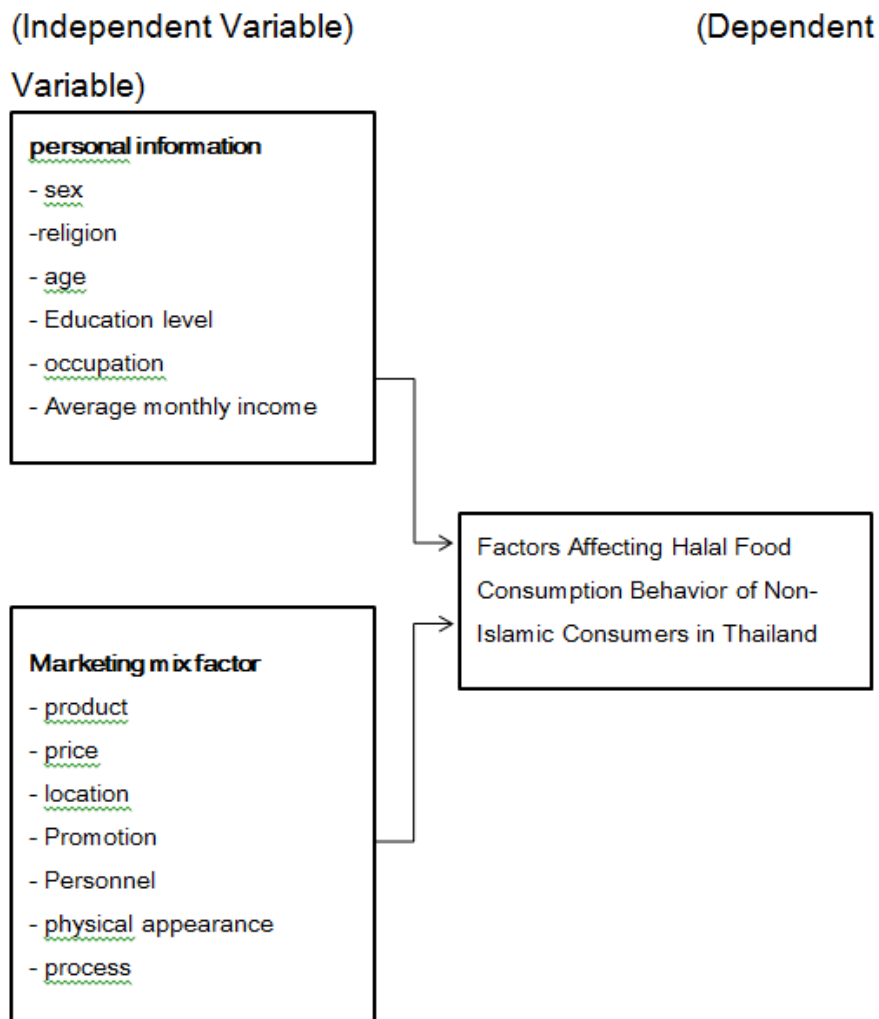 (Independent Variable) (Dependent
Variable)
personal information
- sex
-religion
- age
- Education level
- occupation
- Average monthly income
Factors Affecting Halal Food
Consumption Behavior of Non-
Islamic Consumers in Thailand
Marketing mix factor
- product
- price
- location
- Promotion
- Personnel
- physical appearance
- process